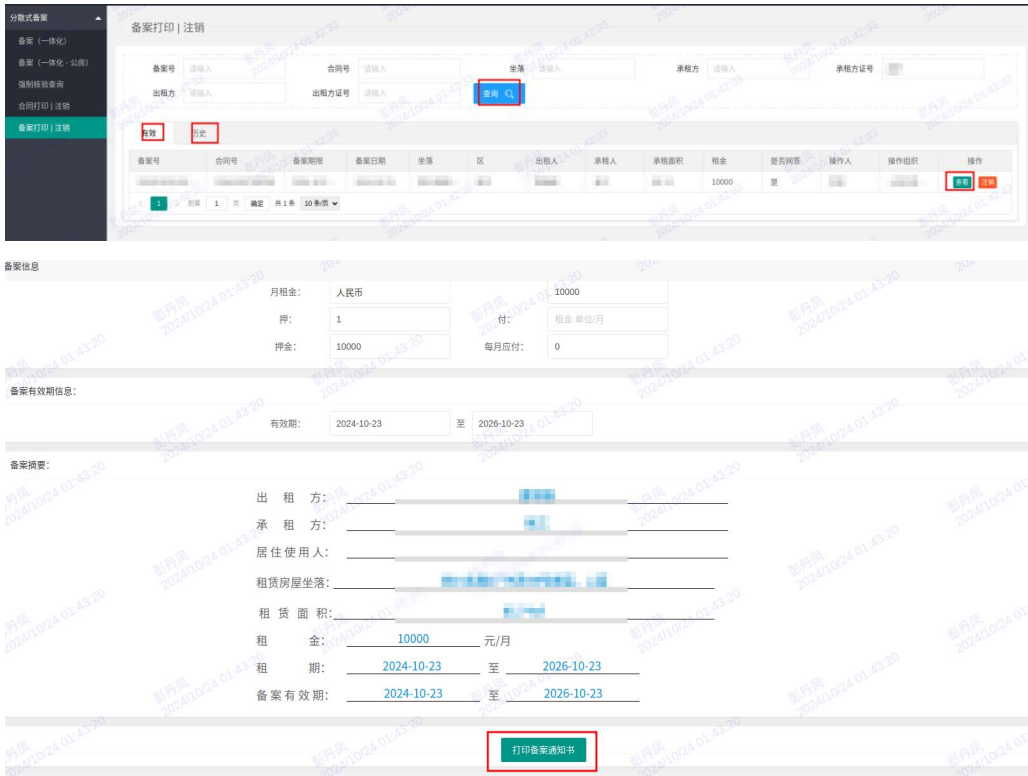 分散式备案
备案（一体化）
备案（一体化 - 公房）
强制核验查询
合同打印 | 注销
备案打印 | 注销
备案打印 | 注销
备案号 请输入 合同号 请输入 坐落 请输入 承租方 请输入 承租方证号
出租方 请输入 出租方证号 请输入 查询
有效 历史
备案号 合同号 备案期限 备案日期 坐落 区 出租人 承租人 承租面积 租金 是否网签 操作人 操作组织 操作
10000 是 查看 注销
1 到第 1 页 确定 共 1 条 10 条/页
备案信息
月租金： 人民币 10000
押： 1 付： 租金 单位/月
押金： 10000 每月应付： 0
备案有效期信息：
有效期： 2024-10-23 至 2026-10-23
备案摘要：
出 租 方：
承 租 方：
居住使用人：
租赁房屋坐落：
租 赁 面 积：
租 金： 10000 元/月
租 期： 2024-10-23 至 2026-10-23
备案有效期： 2024-10-23 至 2026-10-23
打印备案通知书
彭丹凤
2024/10/24 01:43:20